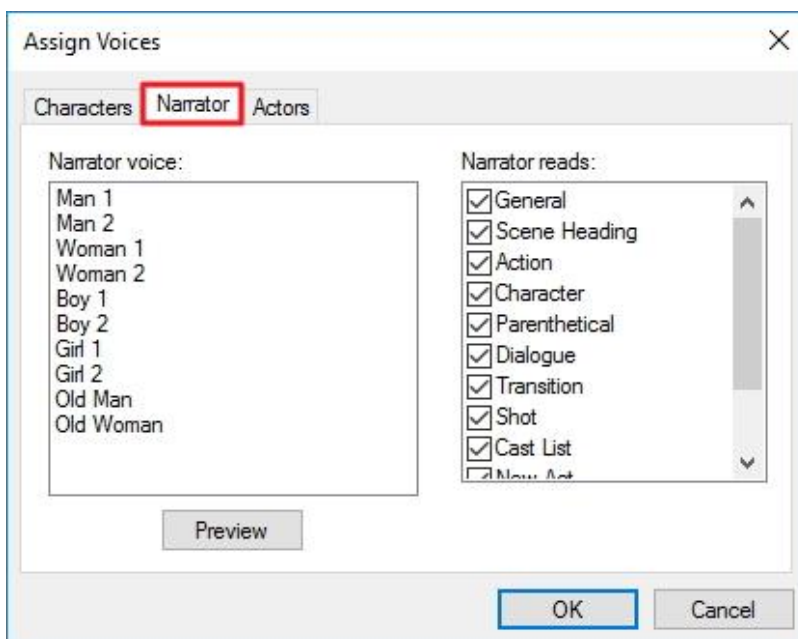 Assign Voices
Characters Narrator Actors
Narrator voice:
Man 1
Man 2
Woman 1
Woman 2
Boy 1
Boy 2
Girl 1
Girl 2
Old Man
Old Woman
Preview
Narrator reads:
General
Scene Heading
Action
Character
Parenthetical
Dialogue
Transition
Shot
Cast List
New Act
OK Cancel